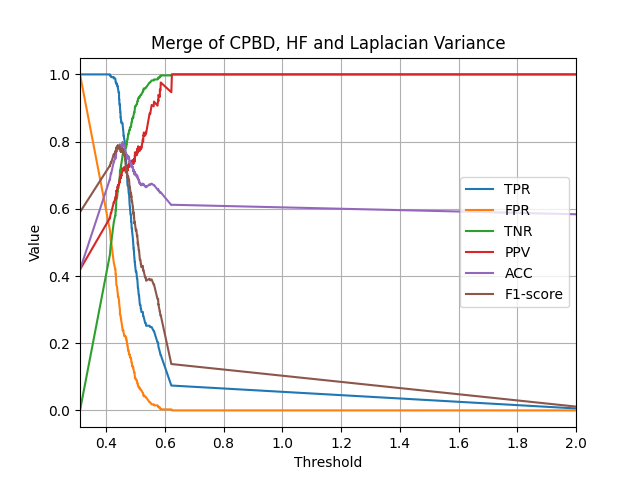 Merge of CPBD, HF and Laplacian Variance
1.0
0.8
0.6
0.4
0.2
0.0
Value
TPR
FPR
TNR
PPV
ACC
F1-score
0.4 0.6 0.8 1.0 1.2 1.4 1.6 1.8 2.0
Threshold